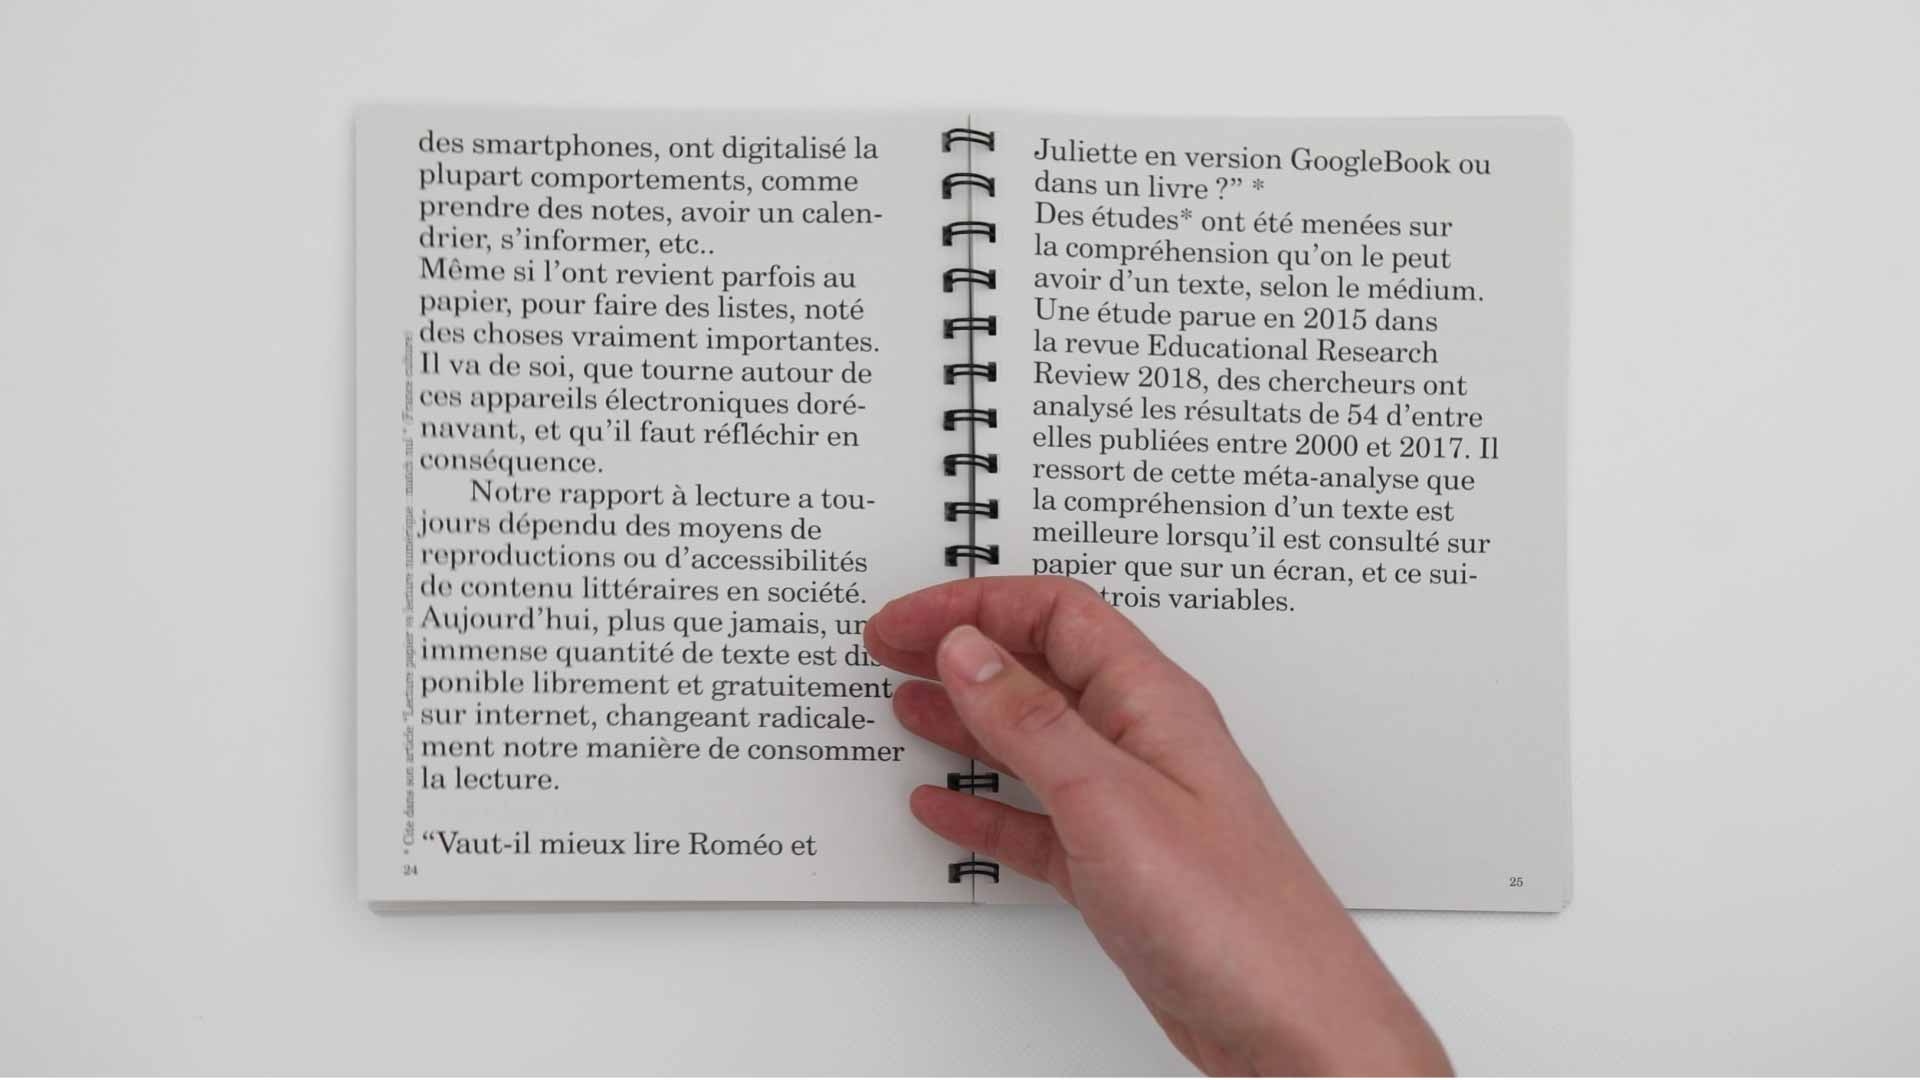 des smartphones, ont digitalisé la
plupart comportements, comme
prendre des notes, avoir un calen-
drier, s’informer, etc..
Même si l’ont revient parfois au
papier, pour faire des listes, noté
des choses vraiment importantes.
Il va de soi, que tourne autour de
ces appareils électroniques doré-
navant, et qu’il faut réfléchir en
conséquence.
Notre rapport à lecture a tou-
jours dépendu des moyens de
reproductions ou d’accessibilités
de contenu littéraires en société.
Aujourd’hui, plus que jamais,
immense quantité de texte est
ponible librement et gratuitement
sur internet, changeant radicale-
ment notre manière de consommer
la lecture.
“Vaut-il mieux lire Roméo et
* Cite dans son article "Lecture papier vs lecture numérique : match nul " (France culture)
24
Juliette en version GoogleBook ou
dans un livre ?” *
Des études* ont été menées sur
la compréhension qu’on le peut
avoir d’un texte, selon le médium.
Une étude parue en 2015 dans
la revue Educational Research
Review 2018, des chercheurs ont
analysé les résultats de 54 d’entre
elles publiées entre 2000 et 2017. Il
ressort de cette méta-analyse que
la compréhension d’un texte est
meilleure lorsqu’il est consulté sur
papier que sur un écran, et ce sui-
trois variables.
25